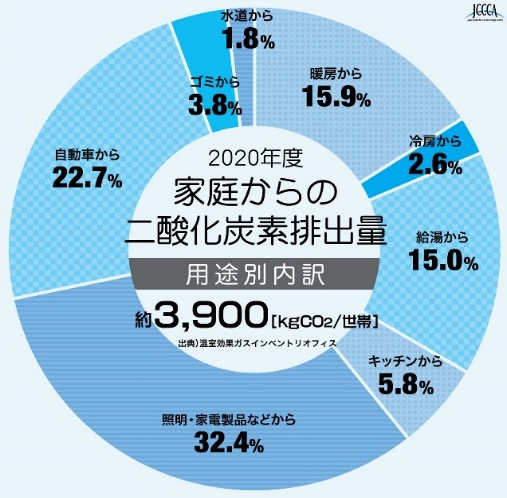 JCCCA
水道から
1.8%
暖房から
15.9%
冷房から
2.6%
給湯から
15.0%
キッチンから
5.8%
照明・家電製品などから
32.4%
自動車から
22.7%
ゴミから
3.8%
2020年度
家庭からの
二酸化炭素排出量
用途別内訳
約3,900[kgCO2/世帯]
出典)温室効果ガスインベントリオフィス